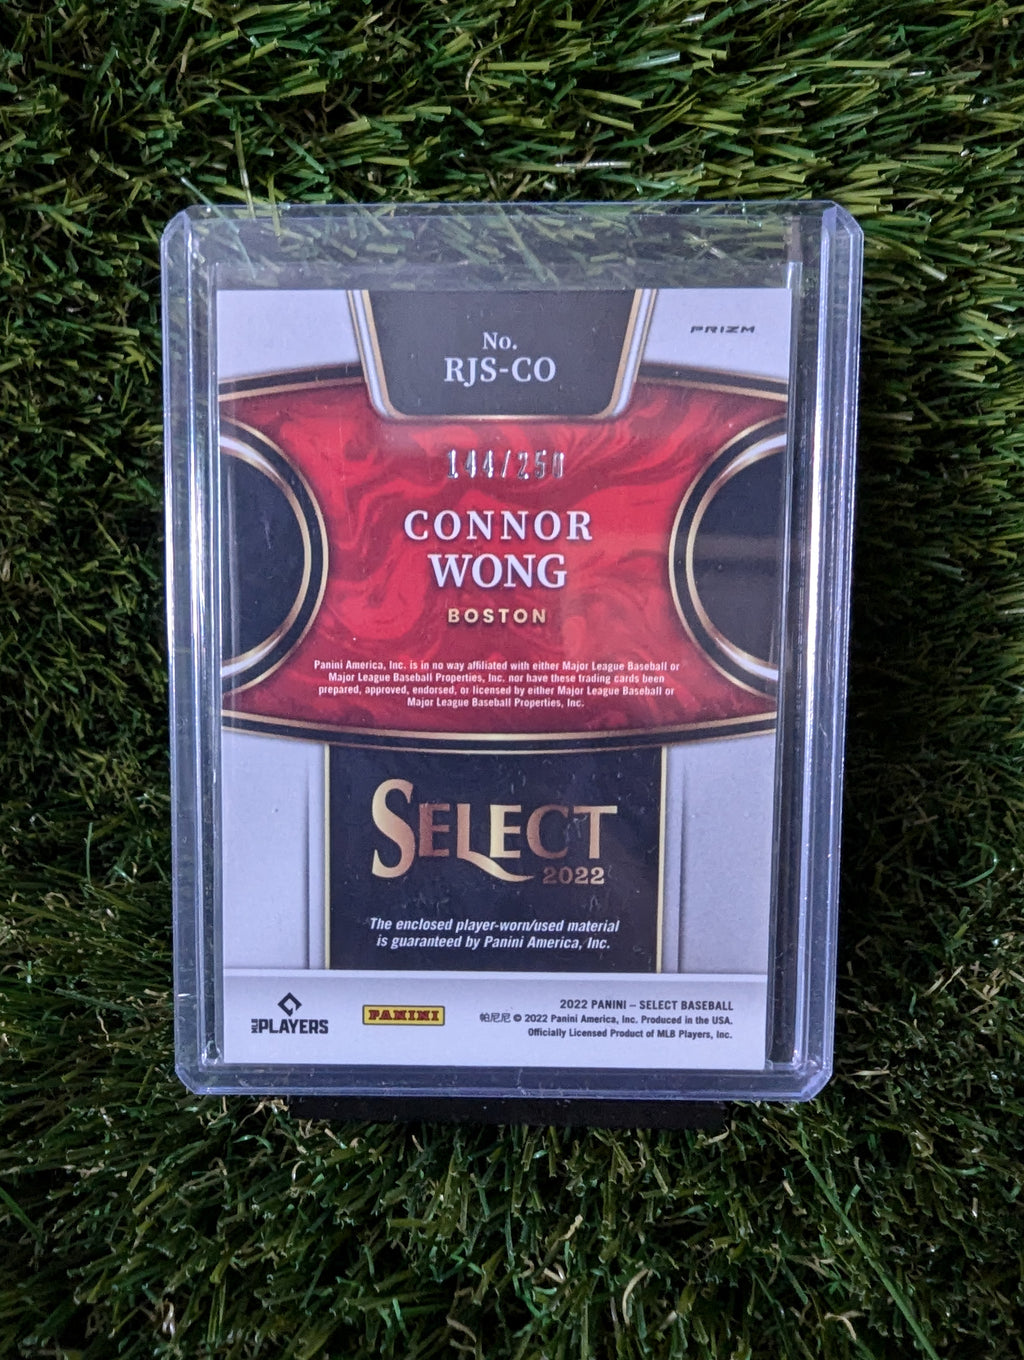 PRIZM
No.
RJS-CO
144/250
CONNOR
WONG
BOSTON
Panini America, Inc. is in no way affiliated with either Major League Baseball or
Major League Baseball Properties, Inc. nor have these trading cards been
prepared, approved, endorsed, or licensed by either Major League Baseball or
Major League Baseball Properties, Inc.
SELECT
2022
The enclosed player-worn/used material
is guaranteed by Panini America, Inc.
MLB PLAYERS
PANINI
2022 PANINI – SELECT BASEBALL
帕尼尼 © 2022 Panini America, Inc. Produced in the USA.
Officially Licensed Product of MLB Players, Inc.